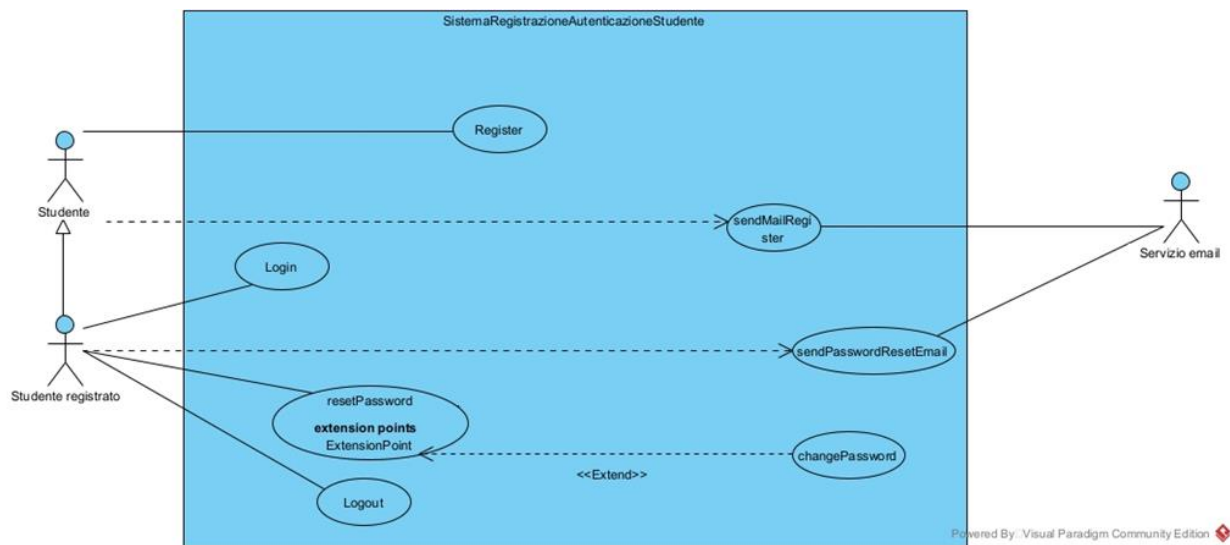 SistemaRegistrazioneAutenticazioneStudente
Register
Studente
sendMailRegi
ster
Servizio email
Login
sendPasswordResetEmail
Studente registrato
resetPassword
extension points
ExtensionPoint
changePassword
<<Extend>>
Logout
Powered By Visual Paradigm Community Edition